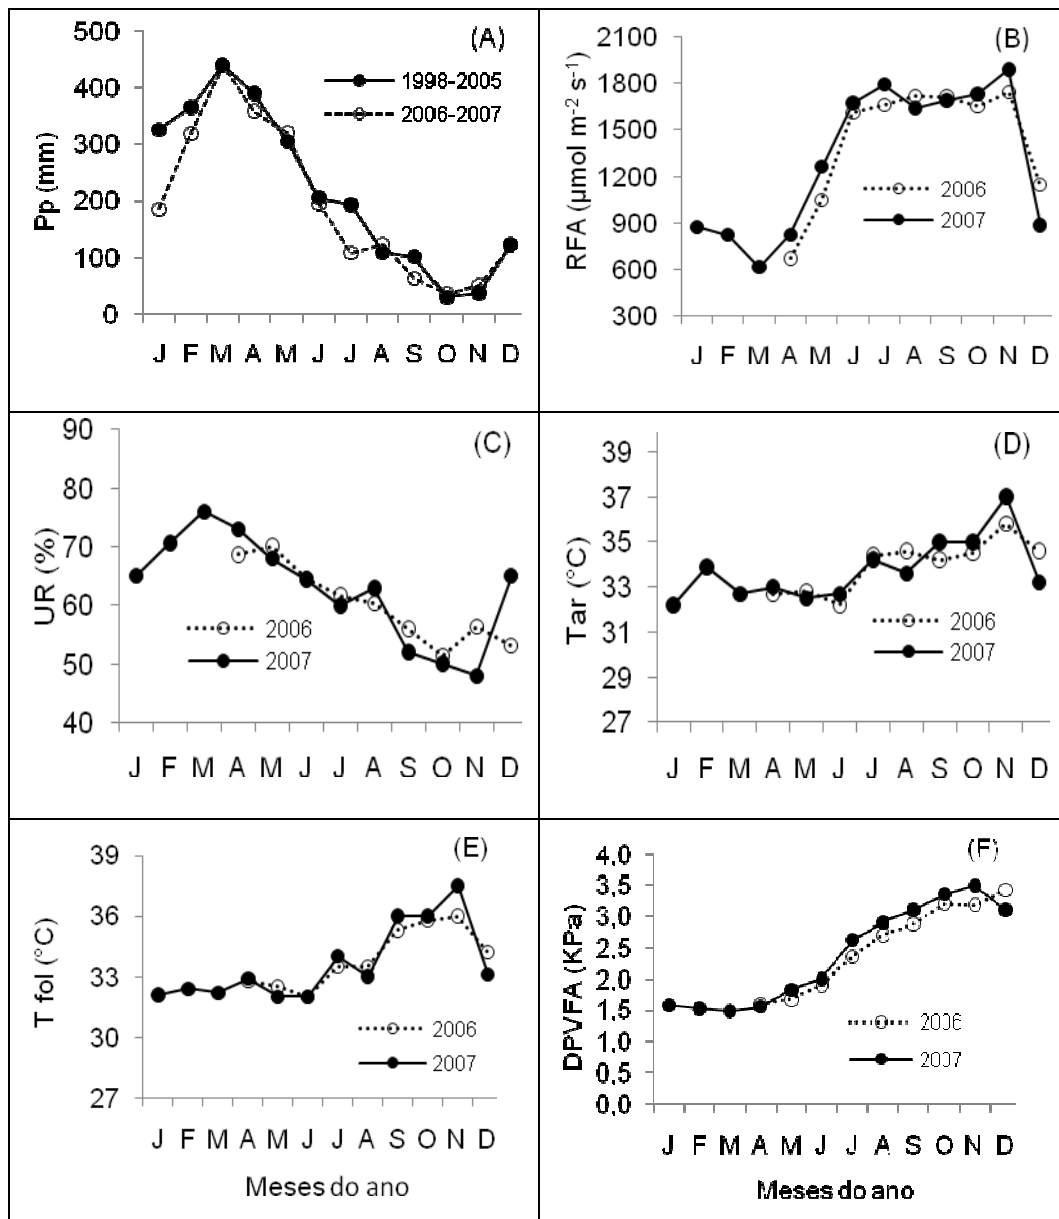 (A)
Pp (mm)
500
400
300
200
100
0
1998-2005
2006-2007
J F M A M J J A S O N D
(B)
RFA (µmol m-2 s-1)
2100
1800
1500
1200
900
600
300
2006
2007
J F M A M J J A S O N D
(C)
UR (%)
90
80
70
60
50
40
2006
2007
J F M A M J J A S O N D
(D)
Tar (°C)
39
37
35
33
31
29
27
2006
2007
J F M A M J J A S O N D
(E)
T fol (°C)
39
36
33
30
27
2006
2007
J F M A M J J A S O N D
Meses do ano
(F)
DPVFA (KPa)
4,0
3,5
3,0
2,5
2,0
1,5
1,0
0,5
0,0
2006
2007
J F M A M J J A S O N D
Meses do ano